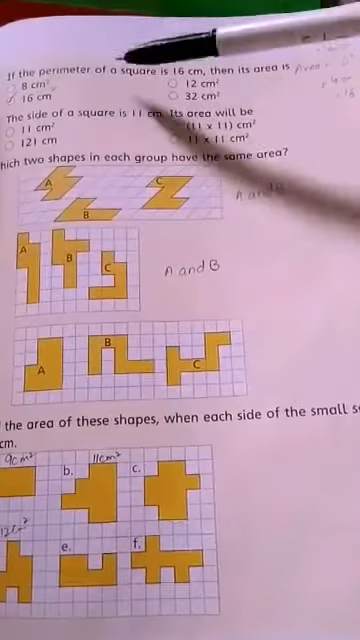 If the perimeter of a square is 16 cm, then its area is Area =
8 cm² 12 cm²
✓ 16 cm 32 cm²
The side of a square is 11 cm. Its area will be
11 cm² (11 x 11) cm²
121 cm 11 x 11 cm²
hich two shapes in each group have the same area?
A
C
B
A and B
A
B
C
A and B
B
A
C
the area of these shapes, when each side of the small s
cm.
9cm² 11cm²
b. c.
12cm²
e. f.